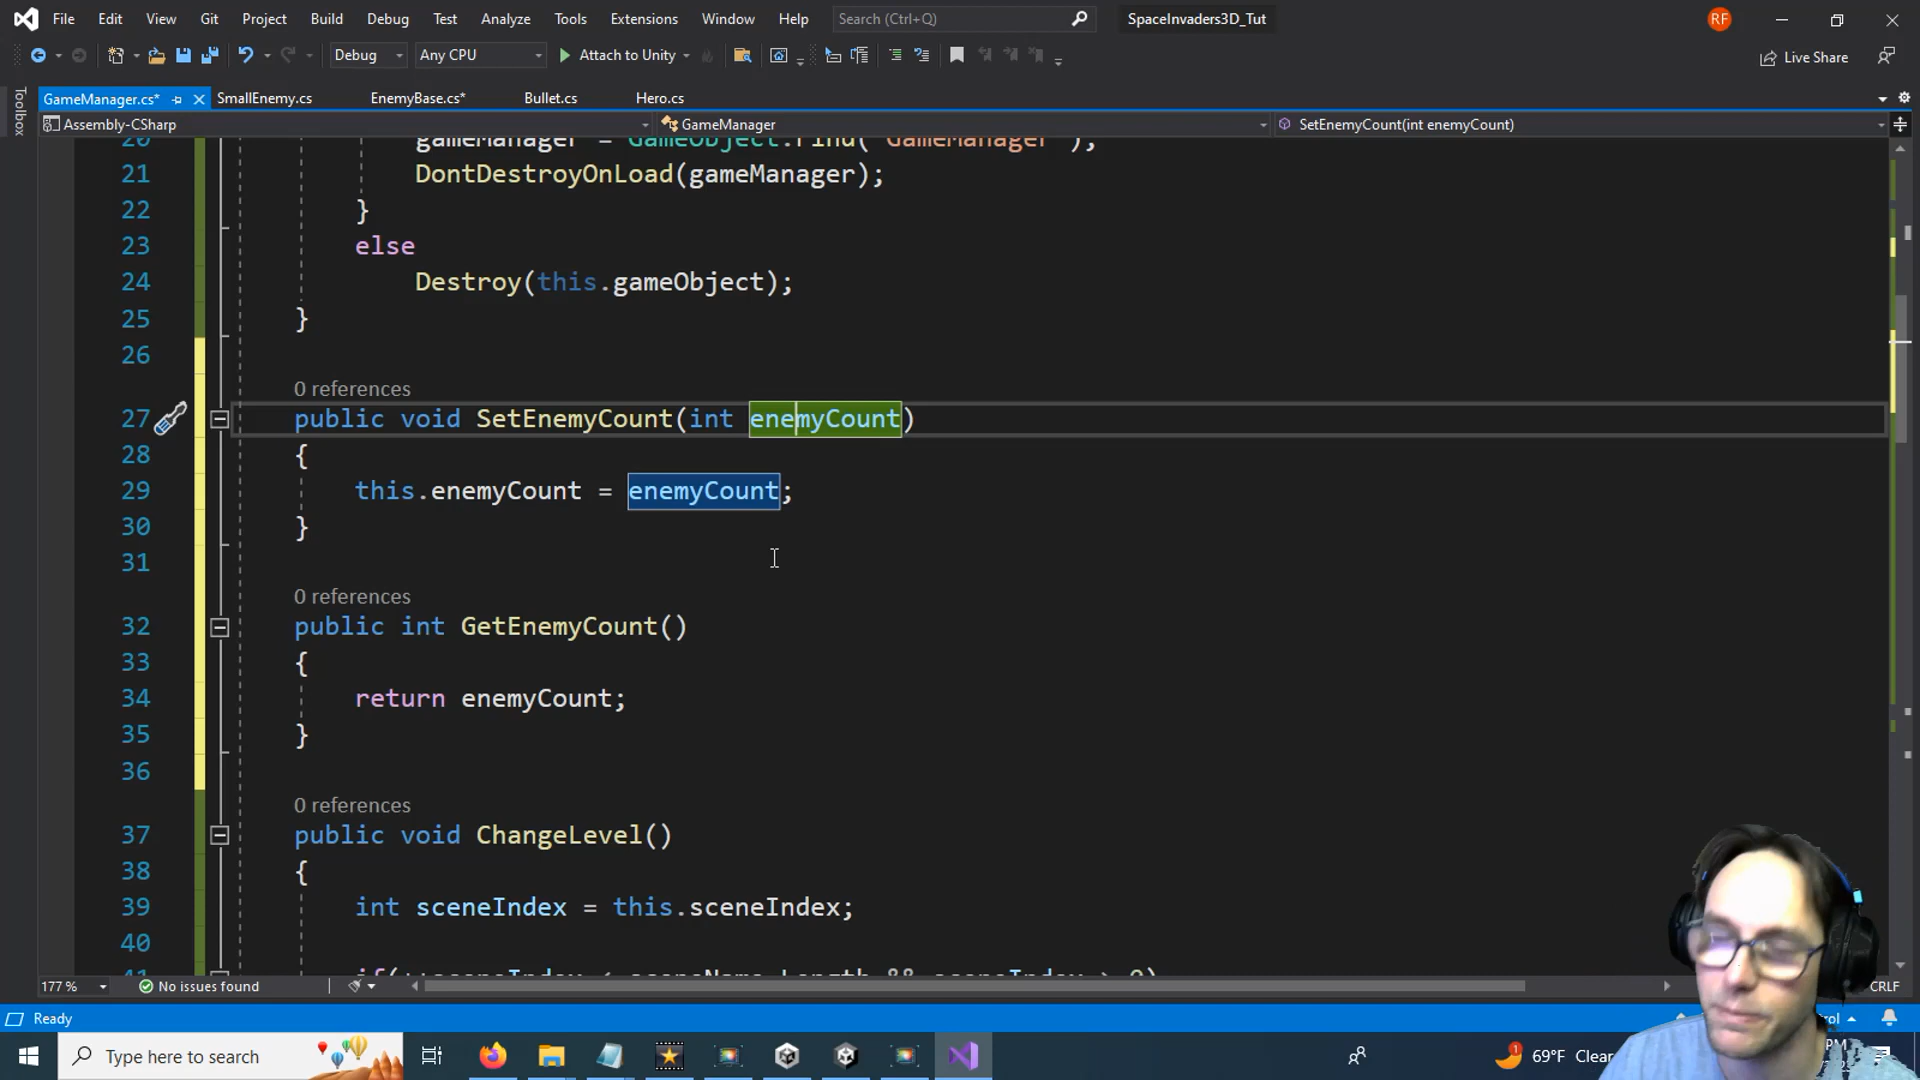 File Edit View Git Project Build Debug Test Analyze Tools Extensions Window Help Search (Ctrl+Q) SpaceInvaders3D_Tut RF
Debug Any CPU Attach to Unity Live Share
Toolbox
GameManager.cs* SmallEnemy.cs EnemyBase.cs* Bullet.cs Hero.cs
Assembly-CSharp GameManager SetEnemyCount(int enemyCount)
20 gameManager = GameObject.Find("GameManager");
21 DontDestroyOnLoad(gameManager);
22 }
23 else
24 Destroy(this.gameObject);
25 }
26
0 references
27 public void SetEnemyCount(int enemyCount)
28 {
29 this.enemyCount = enemyCount;
30 }
31
0 references
32 public int GetEnemyCount()
33 {
34 return enemyCount;
35 }
36
0 references
37 public void ChangeLevel()
38 {
39 int sceneIndex = this.sceneIndex;
40
41 if(++sceneIndex < sceneName.Length && sceneIndex > 0)
177 % No issues found CRLF
Ready
Type here to search 1 69°F Clear